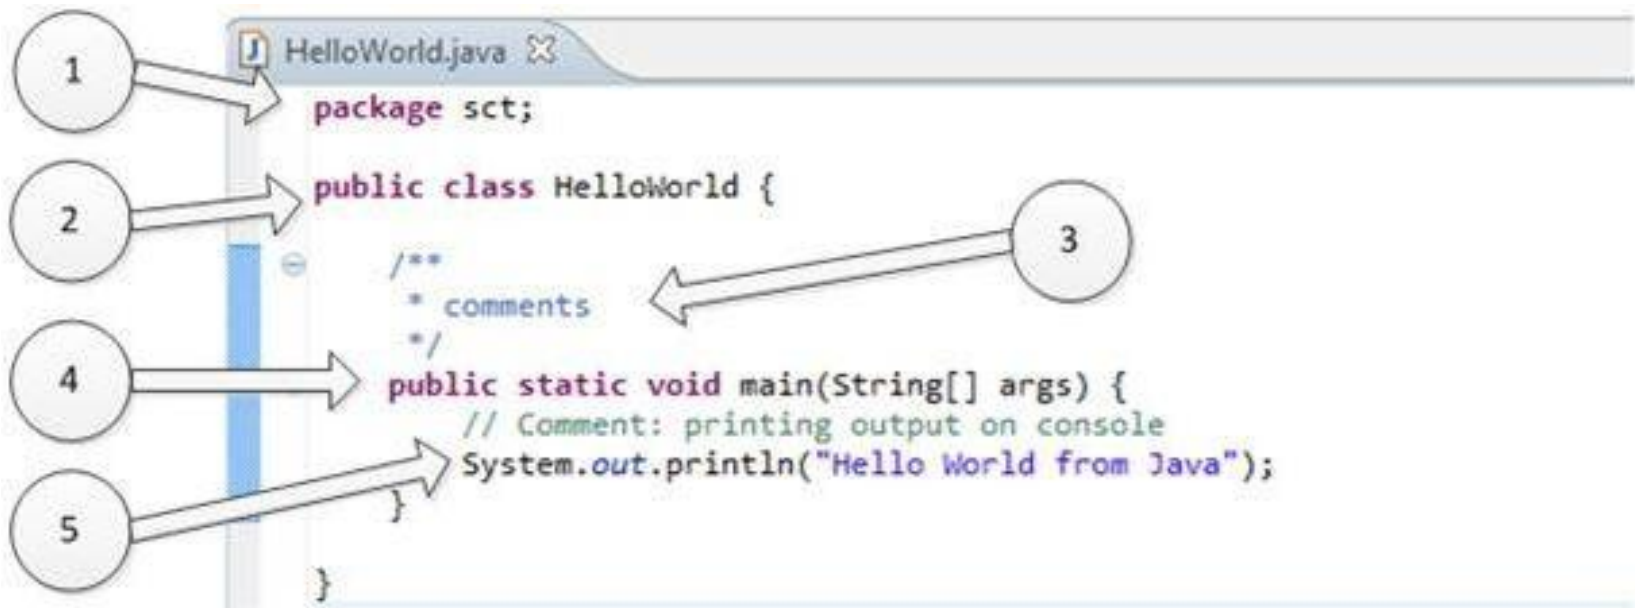 HelloWorld.java
1
package sct;
2
public class HelloWorld {
3
/**
* comments
*/
4
public static void main(String[] args) {
// Comment: printing output on console
5
System.out.println("Hello World from Java");
}
}